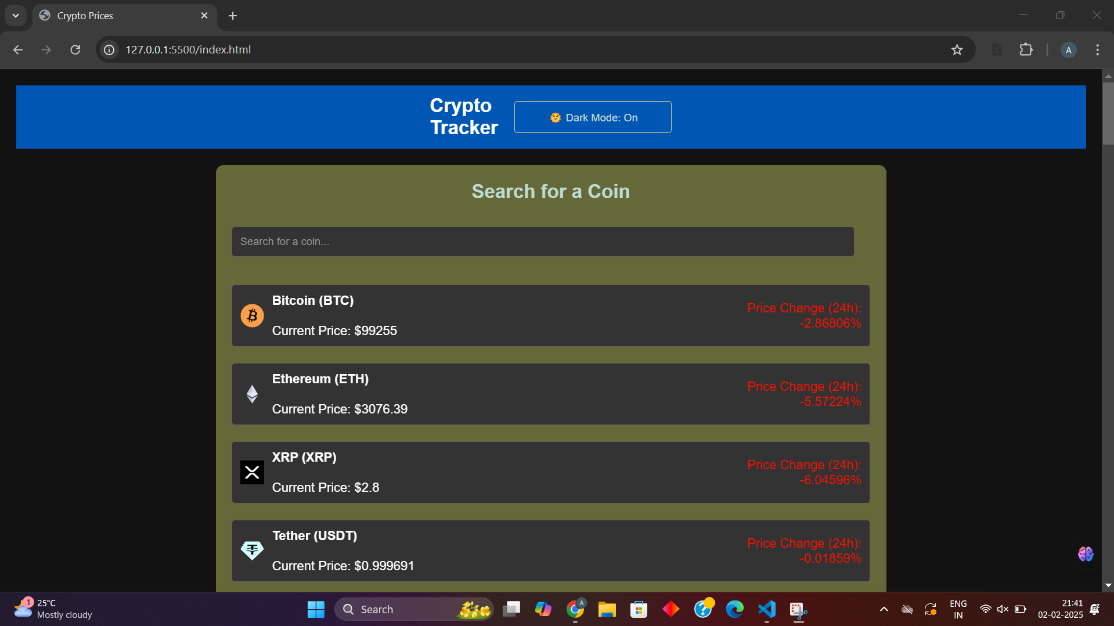 Crypto Prices
127.0.0.1:5500/index.html
A
Crypto
Tracker
🌞 Dark Mode: On
Search for a Coin
Search for a coin...
Bitcoin (BTC)
Current Price: $99255
Price Change (24h):
-2.86806%
Ethereum (ETH)
Current Price: $3076.39
Price Change (24h):
-5.57224%
XRP (XRP)
Current Price: $2.8
Price Change (24h):
-6.04596%
Tether (USDT)
Current Price: $0.999691
Price Change (24h):
-0.01859%
1
25°C
Mostly cloudy
Search
ENG
IN
21:41
02-02-2025